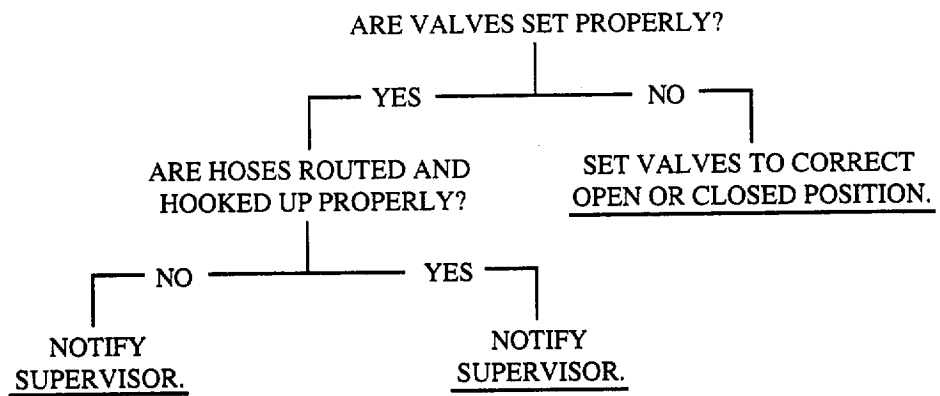 ARE VALVES SET PROPERLY?
YES
NO
ARE HOSES ROUTED AND
HOOKED UP PROPERLY?
SET VALVES TO CORRECT
OPEN OR CLOSED POSITION.
NO
YES
NOTIFY
SUPERVISOR.
NOTIFY
SUPERVISOR.